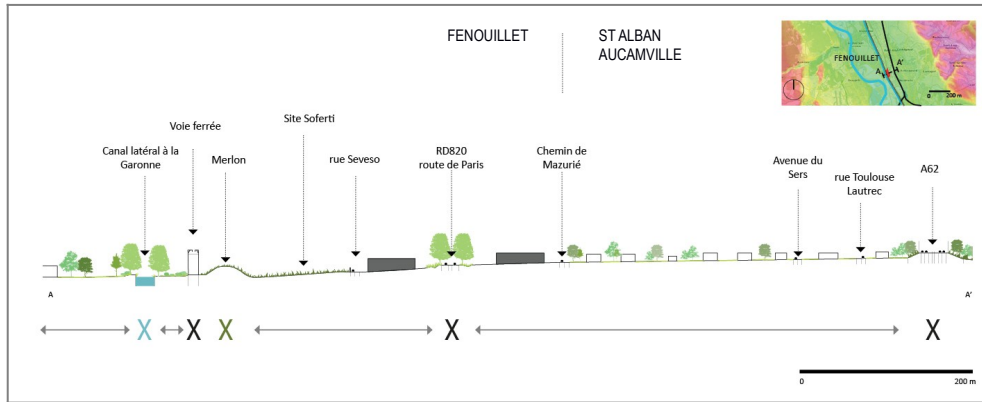 FENOUILLET
ST ALBAN
AUCAMVILLE
FENOUILLET
A'
A
A
0
200 m
Voie ferrée
Site Soferti
Canal latéral à la
Garonne
Merlon
rue Seveso
RD820
route de Paris
Chemin de
Mazurié
Avenue du
Sers
rue Toulouse
Lautrec
A62
A
A'
X
X
X
X
X
0
200 m